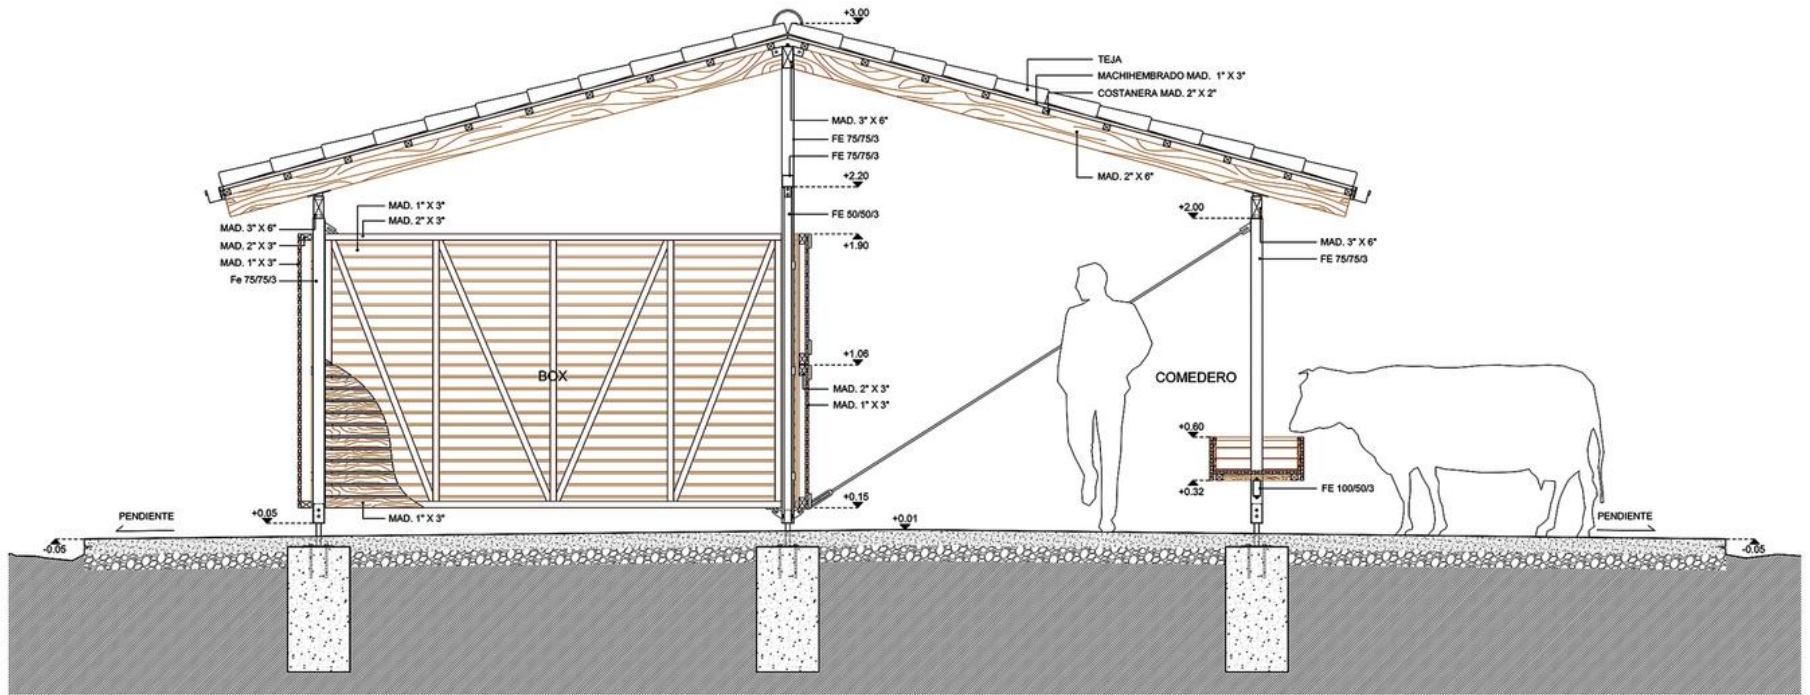 +3.00
TEJA
MACHIHEMBRADO MAD. 1" X 3"
COSTANERA MAD. 2" X 2"
MAD. 3" X 6"
FE 75/75/3
FE 75/75/3
MAD. 2" X 6"
+2.20
MAD. 1" X 3"
MAD. 2" X 3"
FE 50/50/3
+2.00
MAD. 3" X 6"
MAD. 2" X 3"
MAD. 1" X 3"
Fe 75/75/3
+1.90
MAD. 3" X 6"
FE 75/75/3
+1.06
BOX
COMEDERO
MAD. 2" X 3"
MAD. 1" X 3"
+0.60
+0.32
FE 100/50/3
+0.15
PENDIENTE
+0.05
MAD. 1" X 3"
+0.01
PENDIENTE
-0.05
-0.05